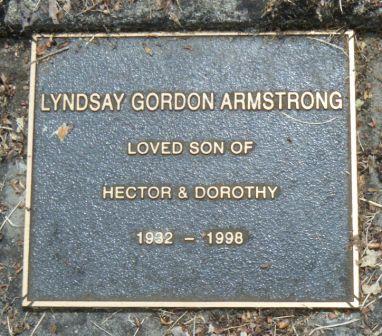 LYNDSAY GORDON ARMSTRONG
LOVED SON OF
HECTOR & DOROTHY
1932 – 1998